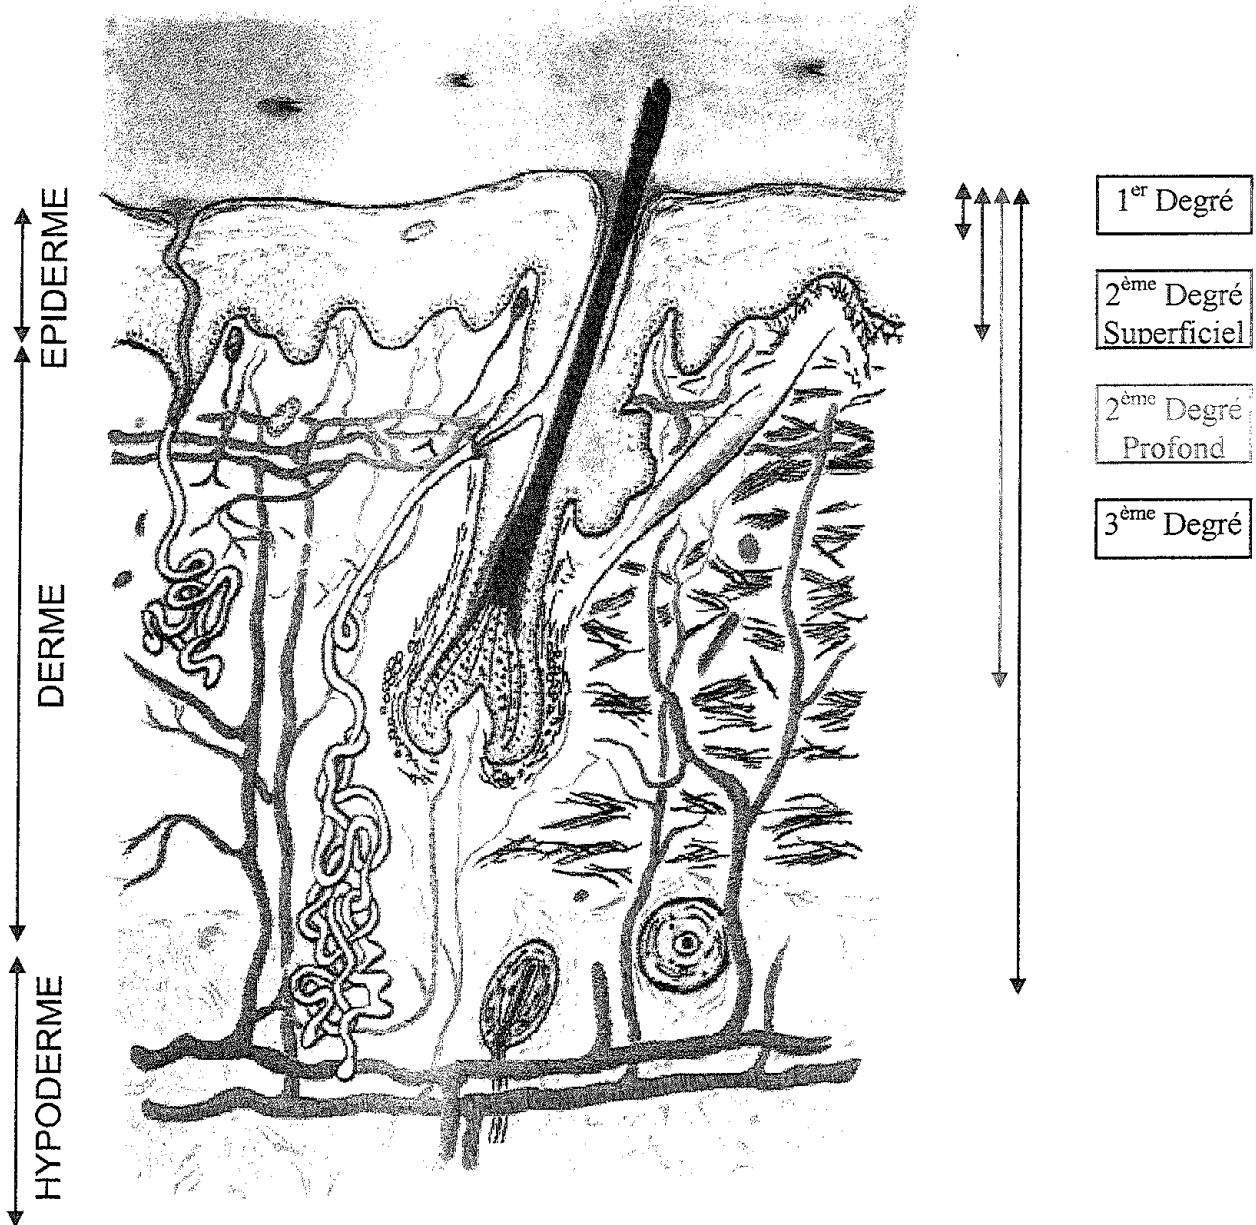 EPIDERME
DERME
HYPODERME
1er Degré
2ème Degré
Superficiel
2ème Degré
Profond
3ème Degré